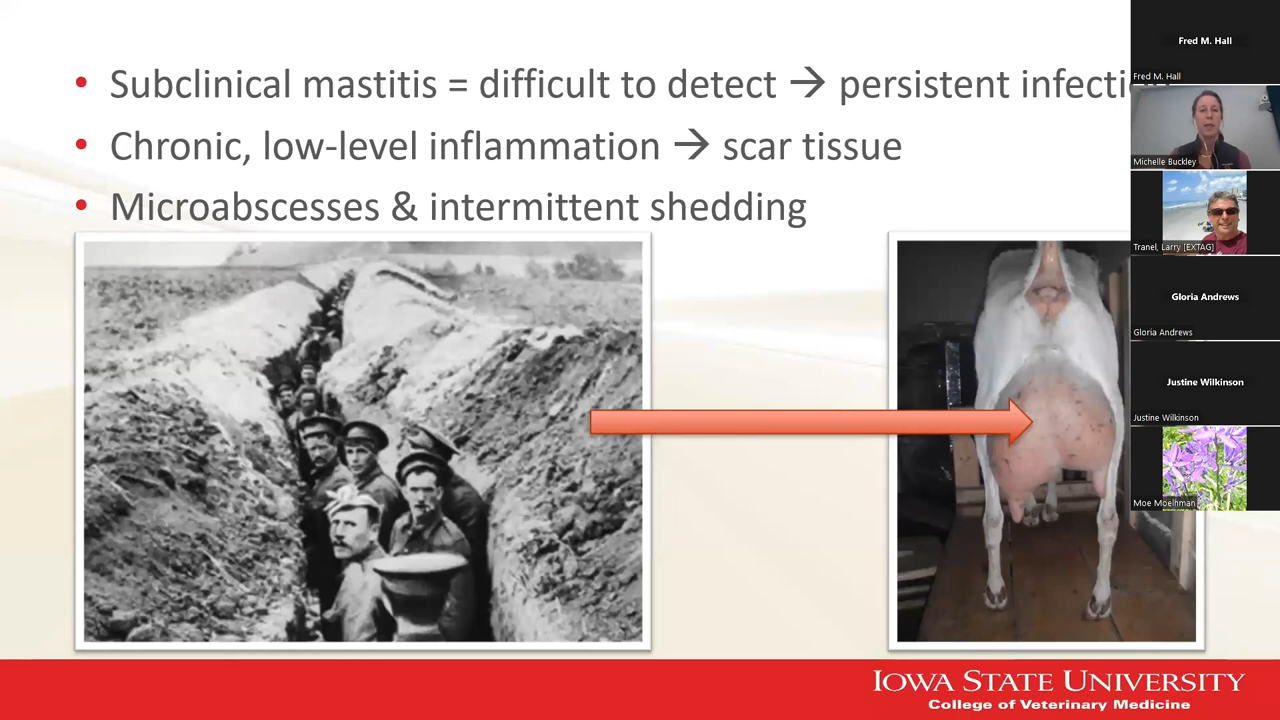 • Subclinical mastitis = difficult to detect → persistent infecti
• Chronic, low-level inflammation → scar tissue
• Microabscesses & intermittent shedding
Fred M. Hall
Fred M. Hall
Michelle Buckley
Tranel, Larry [EXTAG]
Gloria Andrews
Gloria Andrews
Justine Wilkinson
Justine Wilkinson
Moe Moelhman
IOWA STATE UNIVERSITY
College of Veterinary Medicine